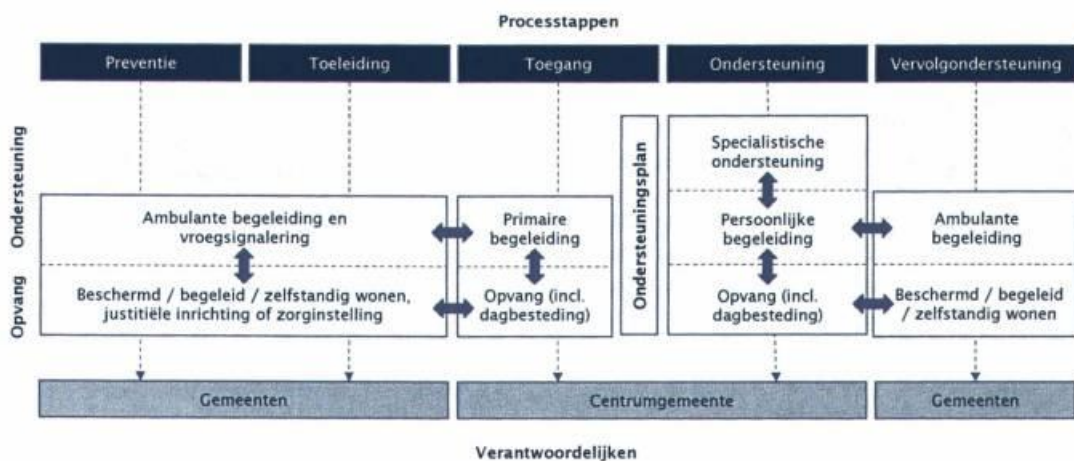 Processtappen
Preventie
Toeleiding
Toegang
Ondersteuning
Vervolgondersteuning
Ondersteuning
Opvang
Ambulante begeleiding en
vroegsignalering
Beschermd / begeleid / zelfstandig wonen,
justitiële inrichting of zorginstelling
Primaire
begeleiding
Opvang (incl.
dagbesteding)
Ondersteuningsplan
Specialistische
ondersteuning
Persoonlijke
begeleiding
Opvang (incl.
dagbesteding)
Ambulante
begeleiding
Beschermd / begeleid
/ zelfstandig wonen
Gemeenten
Centrumgemeente
Gemeenten
Verantwoordelijken